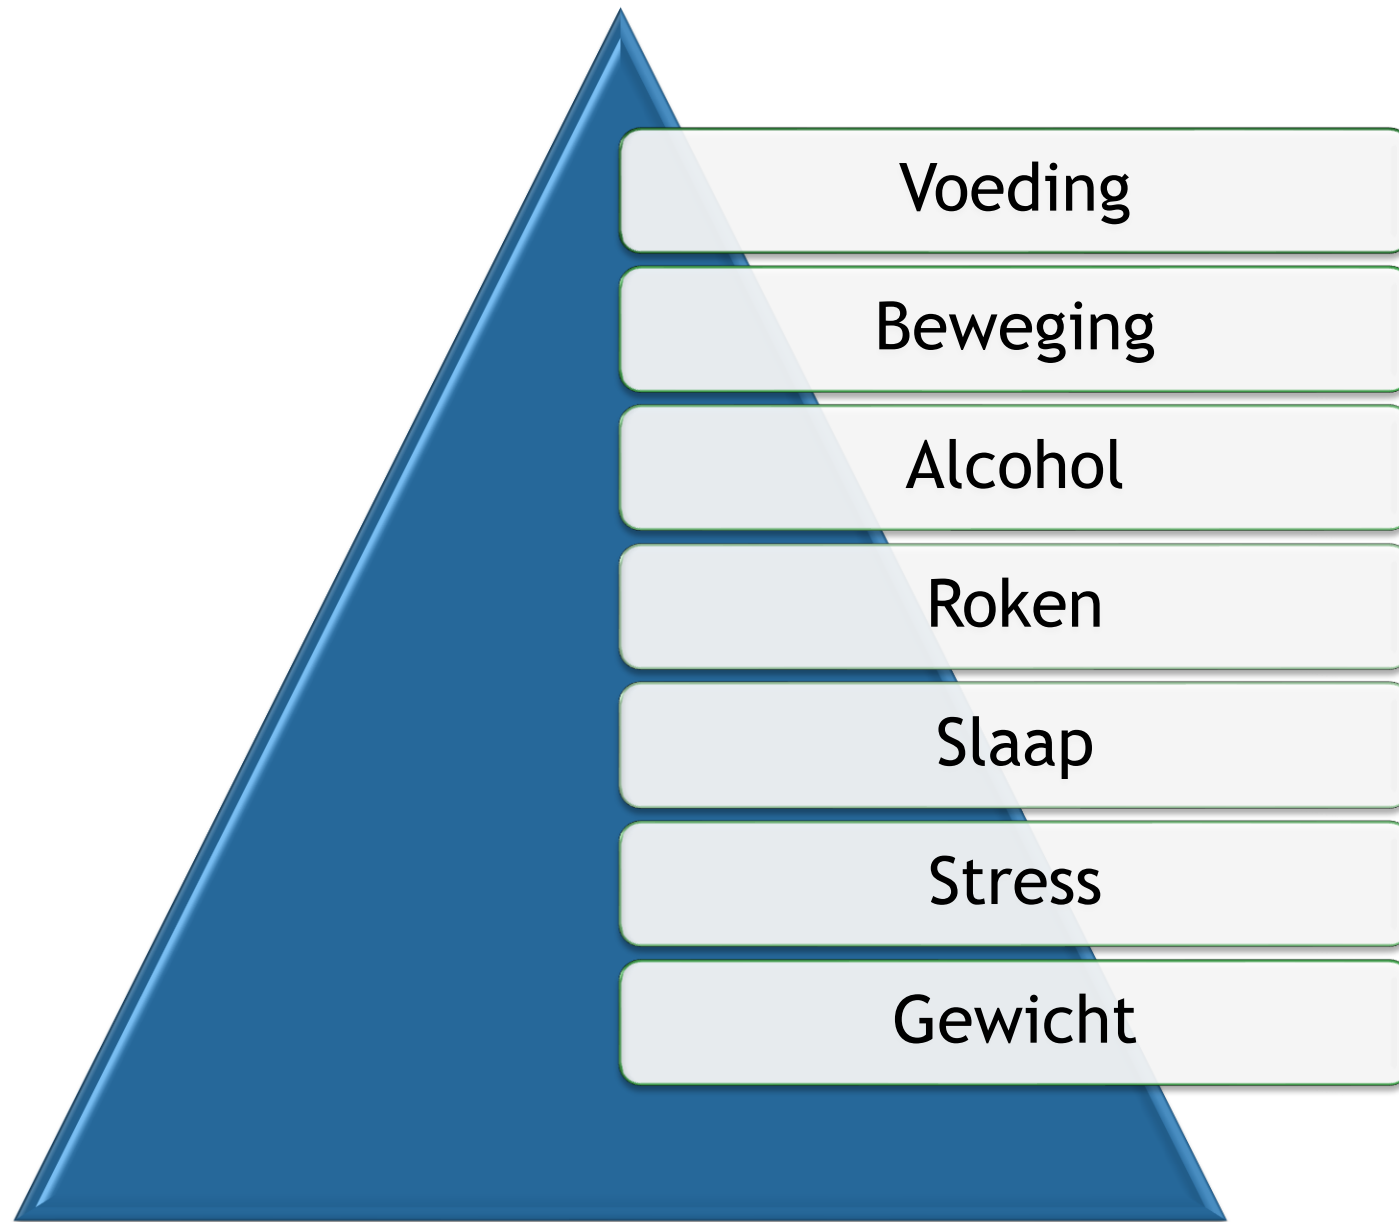 Voeding
Beweging
Alcohol
Roken
Slaap
Stress
Gewicht